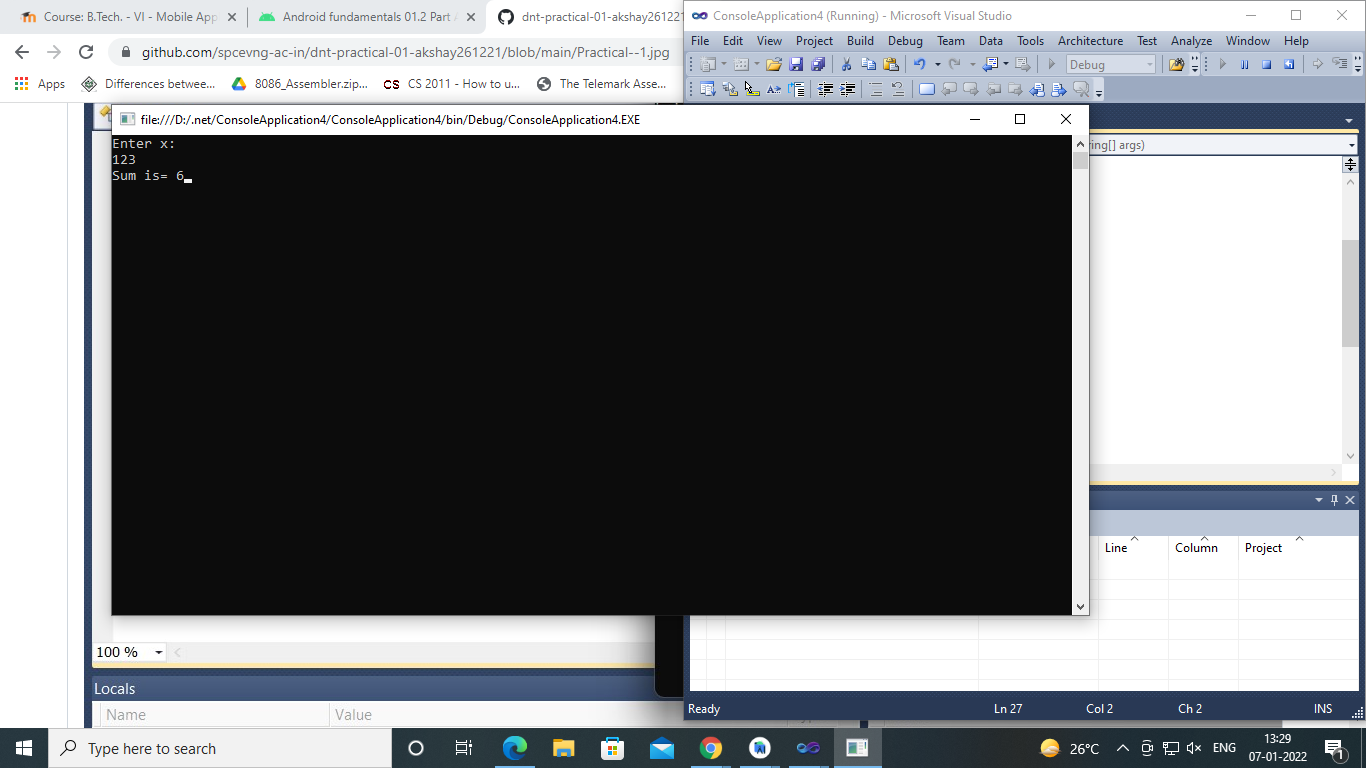 Course: B.Tech. - VI - Mobile App
Android fundamentals 01.2 Part
dnt-practical-01-akshay261221
ConsoleApplication4 (Running) - Microsoft Visual Studio
File Edit View Project Build Debug Team Data Tools Architecture Test Analyze Window Help
github.com/spcevng-ac-in/dnt-practical-01-akshay261221/blob/main/Practical--1.jpg
Debug
Apps
Differences betwee...
8086_Assembler.zip...
CS CS 2011 - How to u...
The Telemark Asse...
file:///D:/.net/ConsoleApplication4/ConsoleApplication4/bin/Debug/ConsoleApplication4.EXE
ring[] args)
Enter x:
123
Sum is= 6
Line Column Project
100 %
Locals
Name Value
Ready Ln 27 Col 2 Ch 2 INS
Type here to search
26°C
ENG
13:29
07-01-2022
1